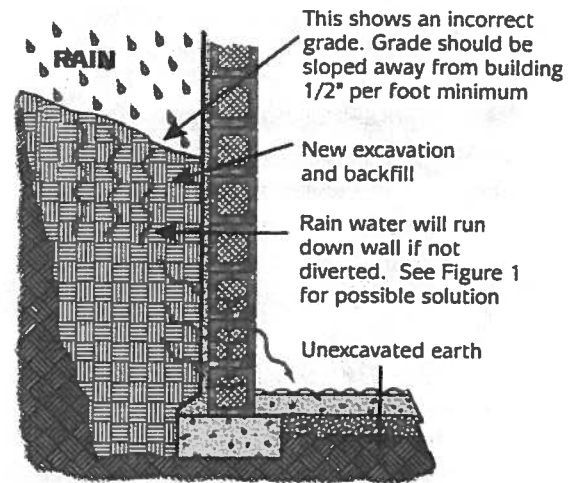 This shows an incorrect
grade. Grade should be
sloped away from building
1/2" per foot minimum
RAIN
New excavation
and backfill
Rain water will run
down wall if not
diverted. See Figure 1
for possible solution
Unexcavated earth